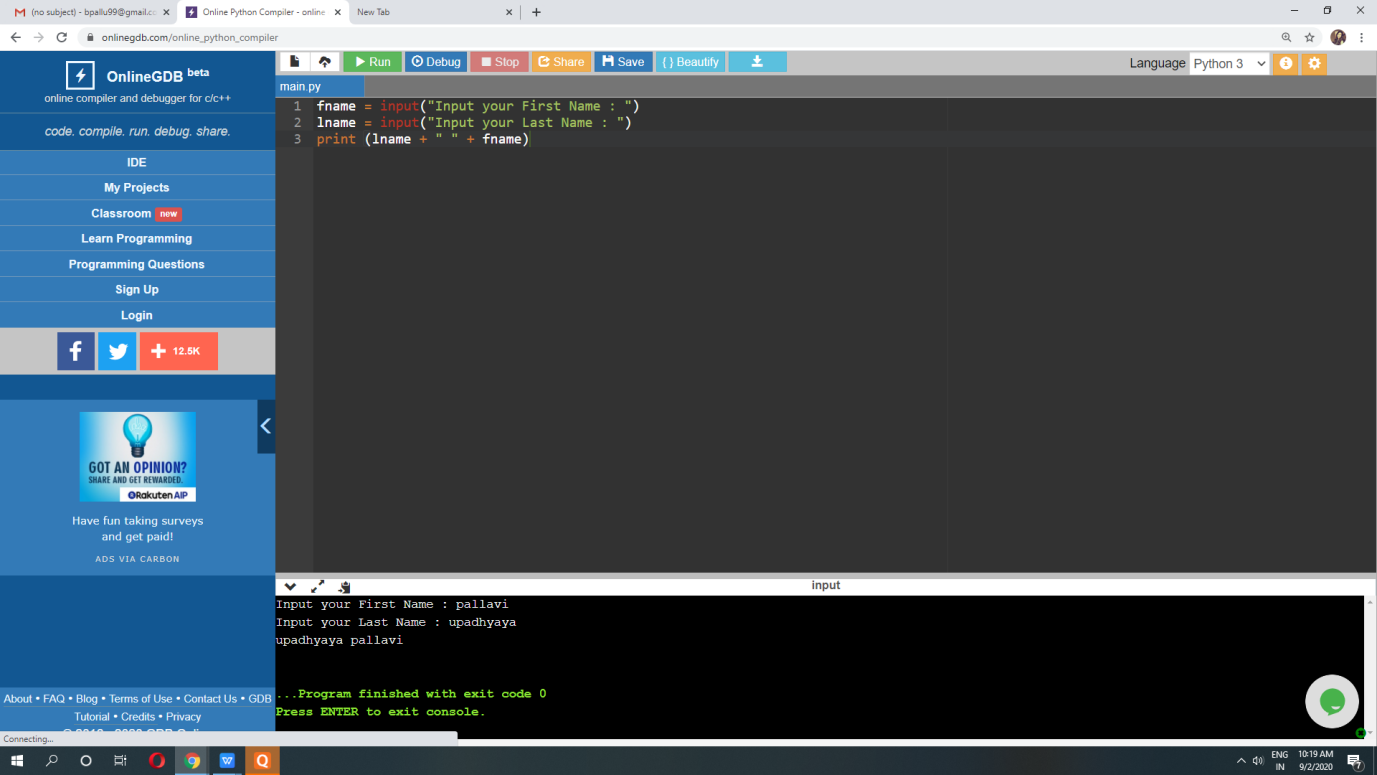 (no subject) - bpallu99@gmail.co
Online Python Compiler - online
New Tab
onlinegdb.com/online_python_compiler
OnlineGDB beta
online compiler and debugger for c/c++
code. compile. run. debug. share.
IDE
My Projects
Classroom new
Learn Programming
Programming Questions
Sign Up
Login
f
12.5K
GOT AN OPINION?
SHARE AND GET REWARDED.
Rakuten AIP
Have fun taking surveys
and get paid!
ADS VIA CARBON
About • FAQ • Blog • Terms of Use • Contact Us • GDB
Tutorial • Credits • Privacy
Connecting...
Run Debug Stop Share Save { } Beautify
Language Python 3
main.py
1 fname = input("Input your First Name : ")
2 lname = input("Input your Last Name : ")
3 print (lname + " " + fname)
input
Input your First Name : pallavi
Input your Last Name : upadhyaya
upadhyaya pallavi
...Program finished with exit code 0
Press ENTER to exit console.
ENG
IN
10:19 AM
9/2/2020
7